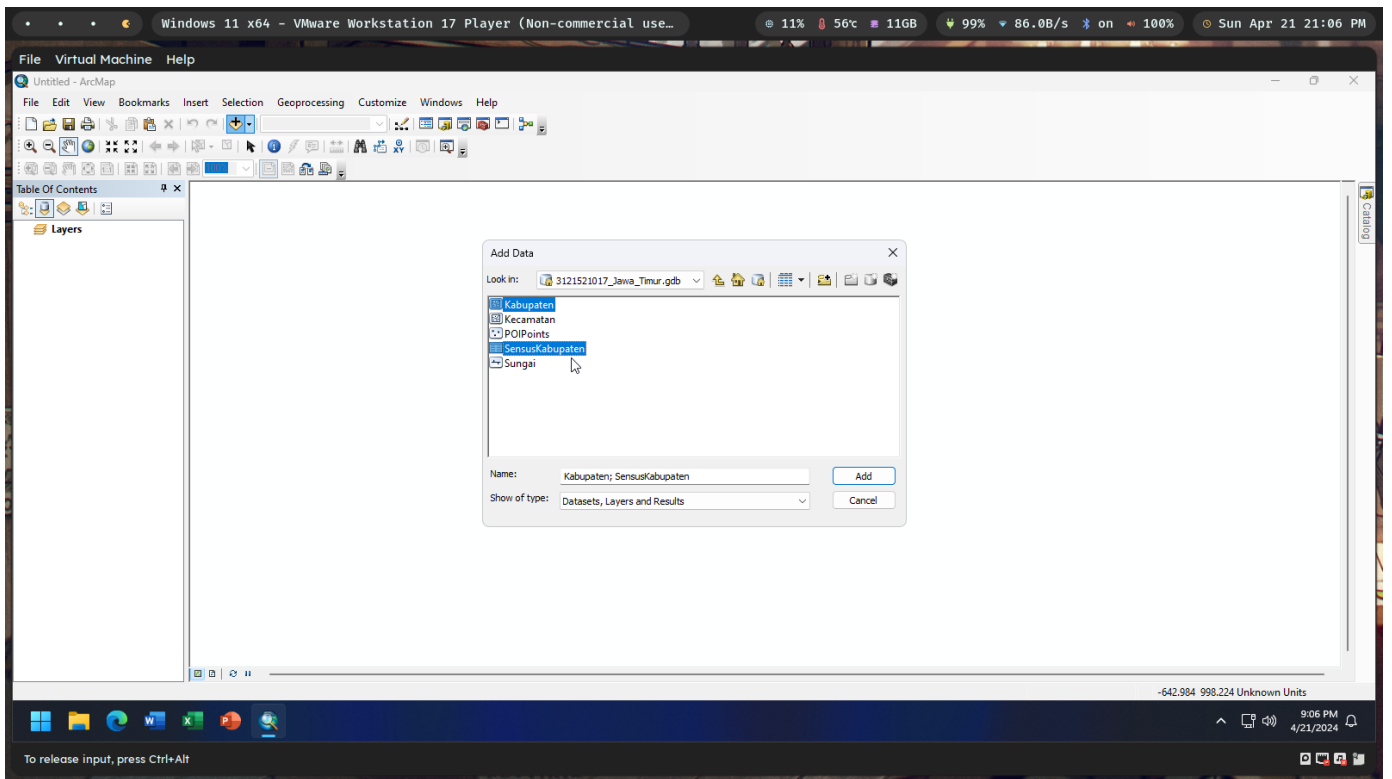 Windows 11 x64 - VMware Workstation 17 Player (Non-commercial use…
11% 56℃ 11GB
99% 86.0B/s on 100%
Sun Apr 21 21:06 PM
File Virtual Machine Help
Untitled - ArcMap
File Edit View Bookmarks Insert Selection Geoprocessing Customize Windows Help
Table Of Contents
Layers
Catalog
Add Data
Look in: 3121521017_Jawa_Timur.gdb
Kabupaten
Kecamatan
POIPoints
SensusKabupaten
Sungai
Name: Kabupaten; SensusKabupaten Add
Show of type: Datasets, Layers and Results Cancel
-642.984 998.224 Unknown Units
9:06 PM
4/21/2024
To release input, press Ctrl+Alt